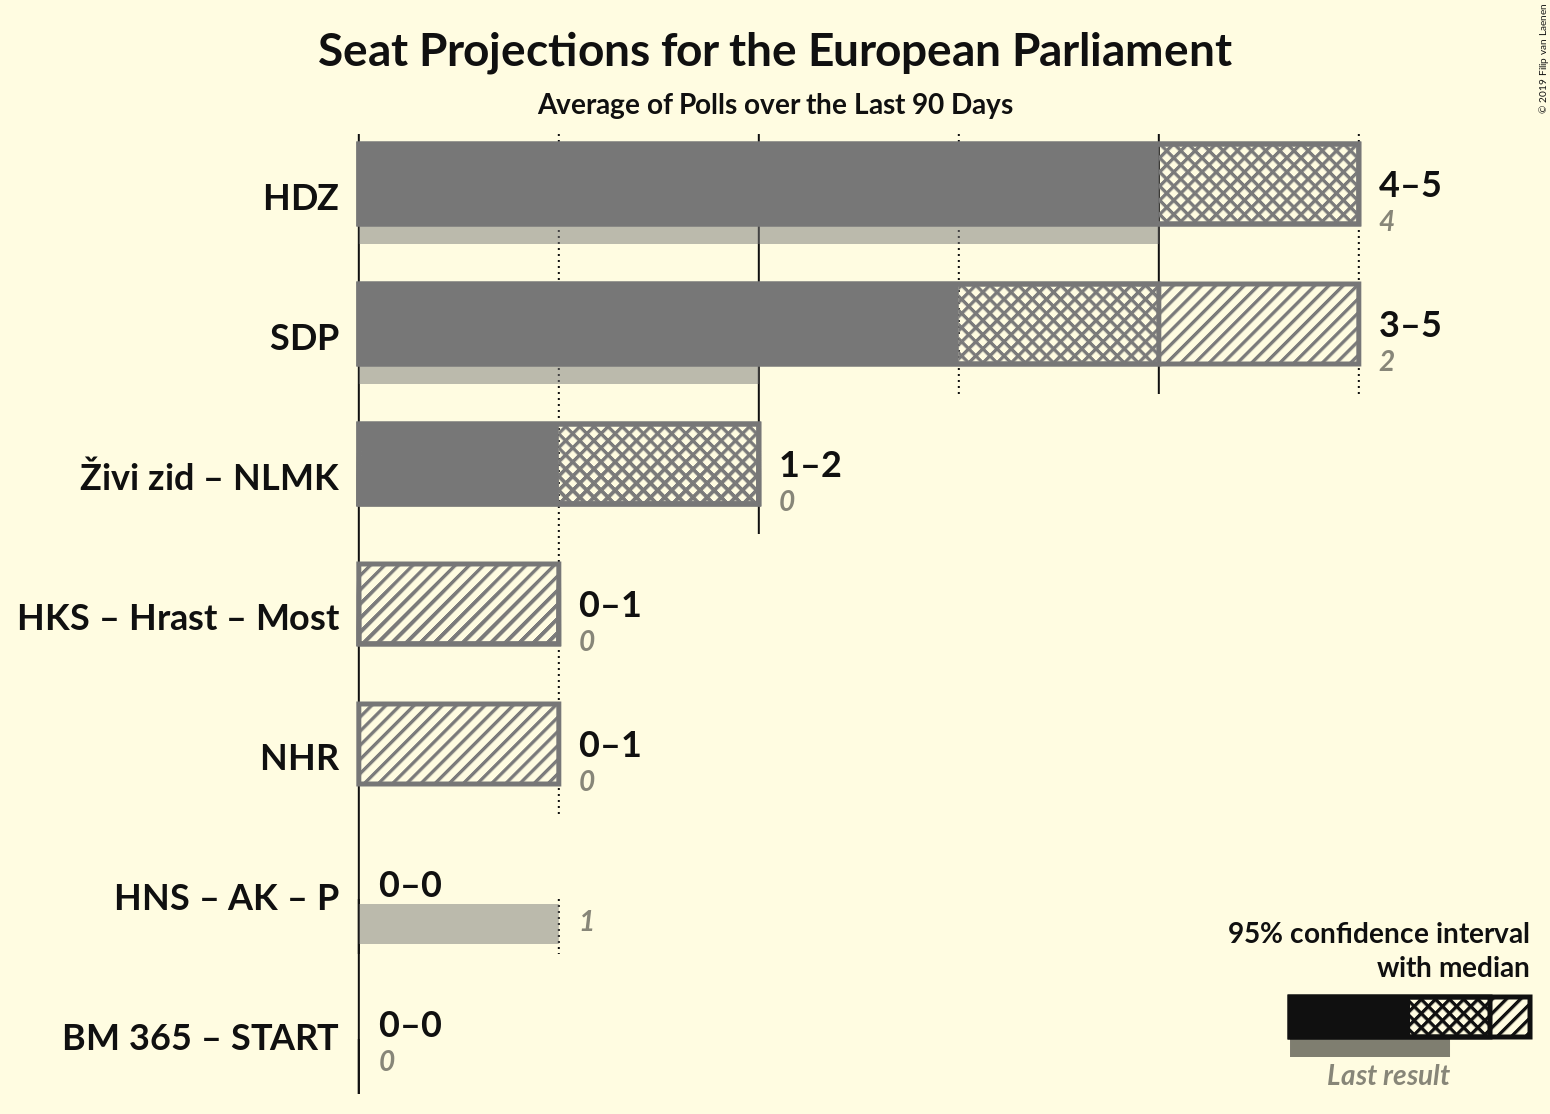 Seat Projections for the European Parliament
Average of Polls over the Last 90 Days
© 2019 Filip van Laenen
HDZ
4–5
4
SDP
3–5
2
Živi zid – NLMK
1–2
0
HKS – Hrast – Most
0–1
0
NHR
0–1
0
HNS – AK – P
0–0
1
BM 365 – START
0–0
0
95% confidence interval
with median
Last result